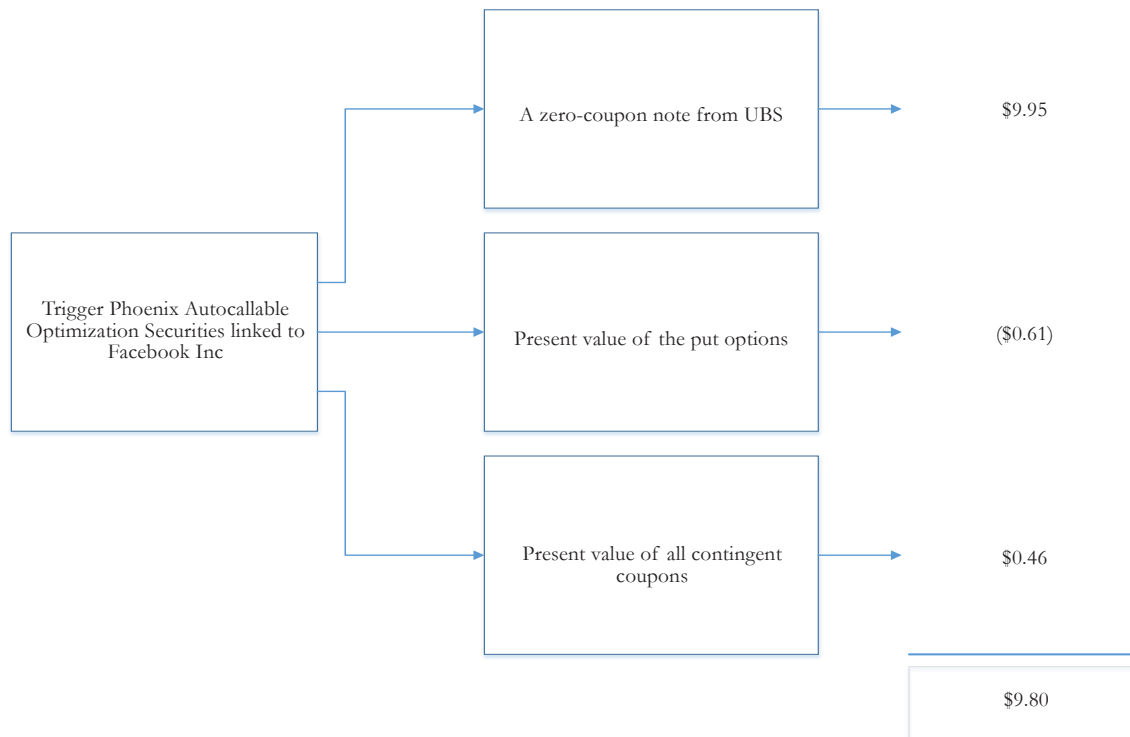 A zero-coupon note from UBS
$9.95
Trigger Phoenix Autocallable
Optimization Securities linked to
Facebook Inc
Present value of the put options
($0.61)
Present value of all contingent
coupons
$0.46
$9.80